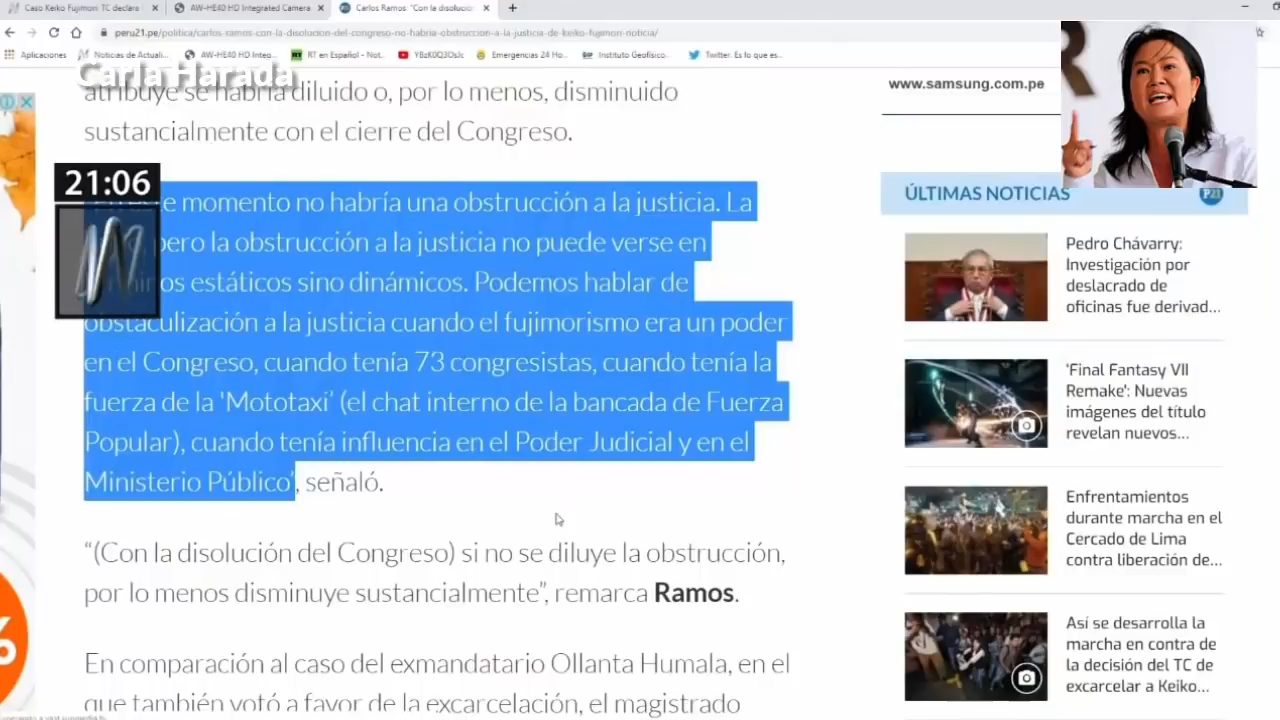 Caso Keiko Fujimori: TC declara
AW-HE40 HD Integrated Camera
Carlos Ramos: "Con la disolución
peru21.pe/politica/carlos-ramos-con-la-disolucion-del-congreso-no-habria-obstruccion-a-la-justicia-de-keiko-fujimori-noticia/
Aplicaciones
Noticias de Actuali...
AW-HE40 HD Integ...
RT en Español - Not...
YBzK0Q3OsJc
Emergencias 24 Ho...
Instituto Geofísico...
Twitter. Es lo que es...
Carla Harada
atribuye se habría diluido o, por lo menos, disminuido
sustancialmente con el cierre del Congreso.
21:06
momento no habría una obstrucción a la justicia. La
pero la obstrucción a la justicia no puede verse en
os estáticos sino dinámicos. Podemos hablar de
obstaculización a la justicia cuando el fujimorismo era un poder
en el Congreso, cuando tenía 73 congresistas, cuando tenía la
fuerza de la 'Mototaxi' (el chat interno de la bancada de Fuerza
Popular), cuando tenía influencia en el Poder Judicial y en el
Ministerio Público', señaló.
“(Con la disolución del Congreso) si no se diluye la obstrucción,
por lo menos disminuye sustancialmente”, remarca Ramos.
En comparación al caso del exmandatario Ollanta Humala, en el
que también votó a favor de la excarcelación, el magistrado
www.samsung.com.pe
ÚLTIMAS NOTICIAS
P21
Pedro Chávarry:
Investigación por
deslacrado de
oficinas fue derivad...
'Final Fantasy VII
Remake': Nuevas
imágenes del título
revelan nuevos...
Enfrentamientos
durante marcha en el
Cercado de Lima
contra liberación de...
Así se desarrolla la
marcha en contra de
la decisión del TC de
excarcelar a Keiko...
%